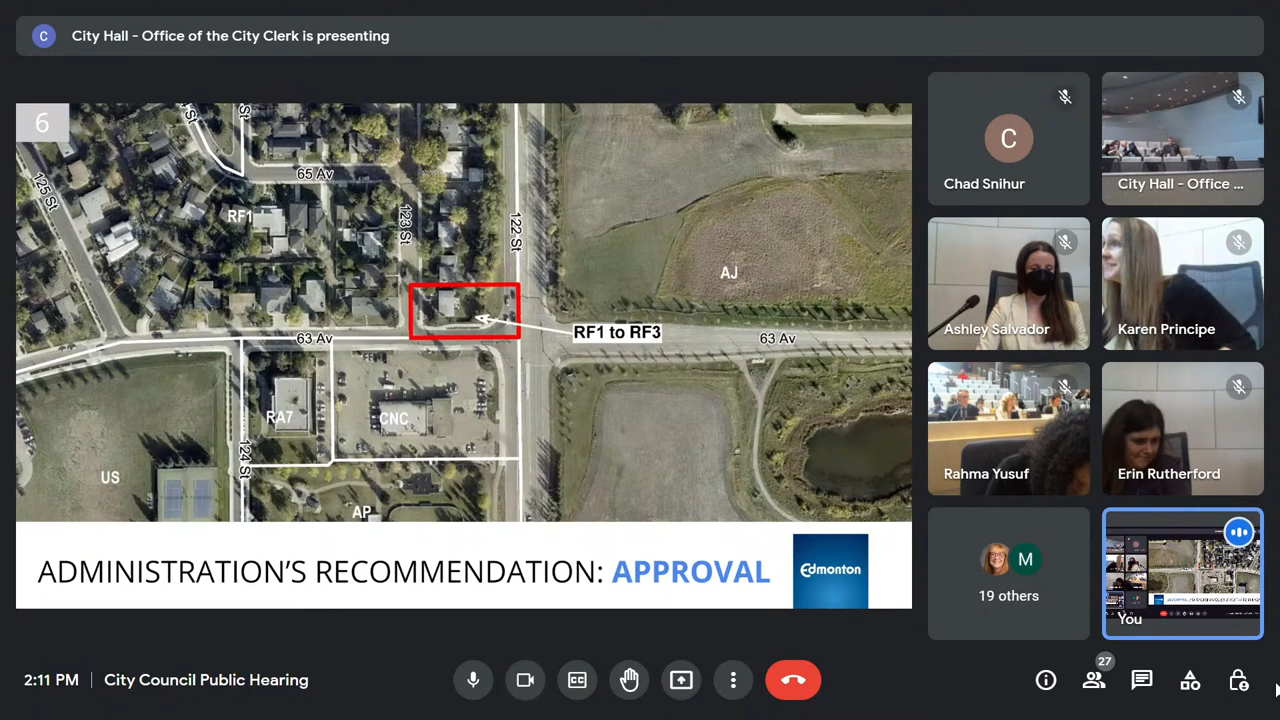 C
City Hall - Office of the City Clerk is presenting
6
St
St
65 Av
125 St
RF1
123 St
122 St
AJ
RF1 to RF3
63 Av
63 Av
RA7
CNC
124 St
US
AP
ADMINISTRATION'S RECOMMENDATION: APPROVAL
Edmonton
C
Chad Snihur
City Hall - Office ...
Ashley Salvador
Karen Principe
Rahma Yusuf
Erin Rutherford
M
19 others
You
2:11 PM
City Council Public Hearing
CC
27